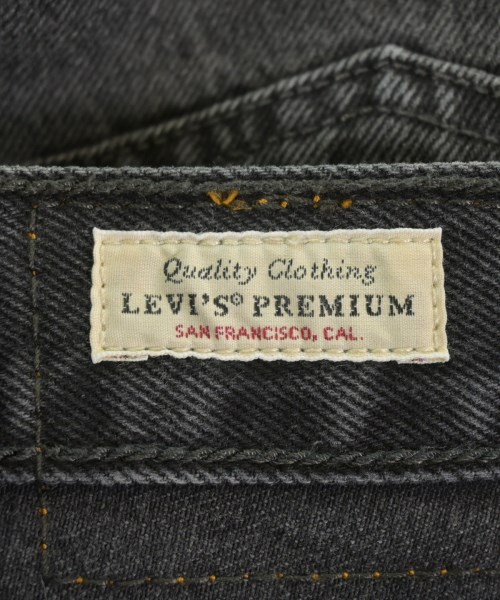 Quality Clothing
LEVI'S® PREMIUM
SAN FRANCISCO, CAL.